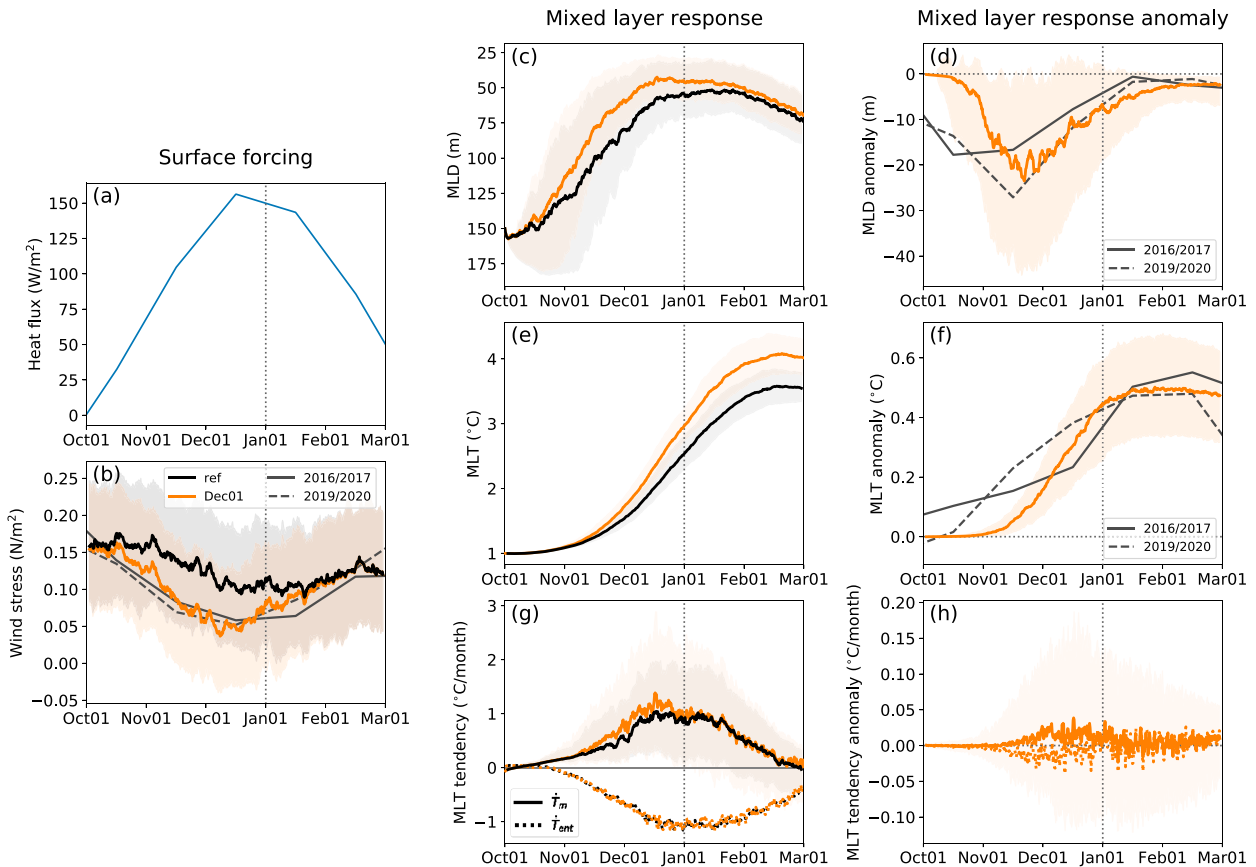 Mixed layer response
Mixed layer response anomaly
Surface forcing
(a)
Heat flux (W/m²)
150
125
100
75
50
25
0
Oct01 Nov01 Dec01 Jan01 Feb01 Mar01
(b)
Wind stress (N/m²)
0.25
0.20
0.15
0.10
0.05
0.00
−0.05
ref
Dec01
2016/2017
2019/2020
Oct01 Nov01 Dec01 Jan01 Feb01 Mar01
(c)
MLD (m)
25
50
75
100
125
150
175
Oct01 Nov01 Dec01 Jan01 Feb01 Mar01
(d)
MLD anomaly (m)
0
−10
−20
−30
−40
2016/2017
2019/2020
Oct01 Nov01 Dec01 Jan01 Feb01 Mar01
(e)
MLT (°C)
4
3
2
1
Oct01 Nov01 Dec01 Jan01 Feb01 Mar01
(f)
MLT anomaly (°C)
0.6
0.4
0.2
0.0
2016/2017
2019/2020
Oct01 Nov01 Dec01 Jan01 Feb01 Mar01
(g)
MLT tendency (°C/month)
3
2
1
0
−1
Ṫm
Ṫent
Oct01 Nov01 Dec01 Jan01 Feb01 Mar01
(h)
MLT tendency anomaly (°C/month)
0.20
0.15
0.10
0.05
0.00
−0.05
−0.10
Oct01 Nov01 Dec01 Jan01 Feb01 Mar01